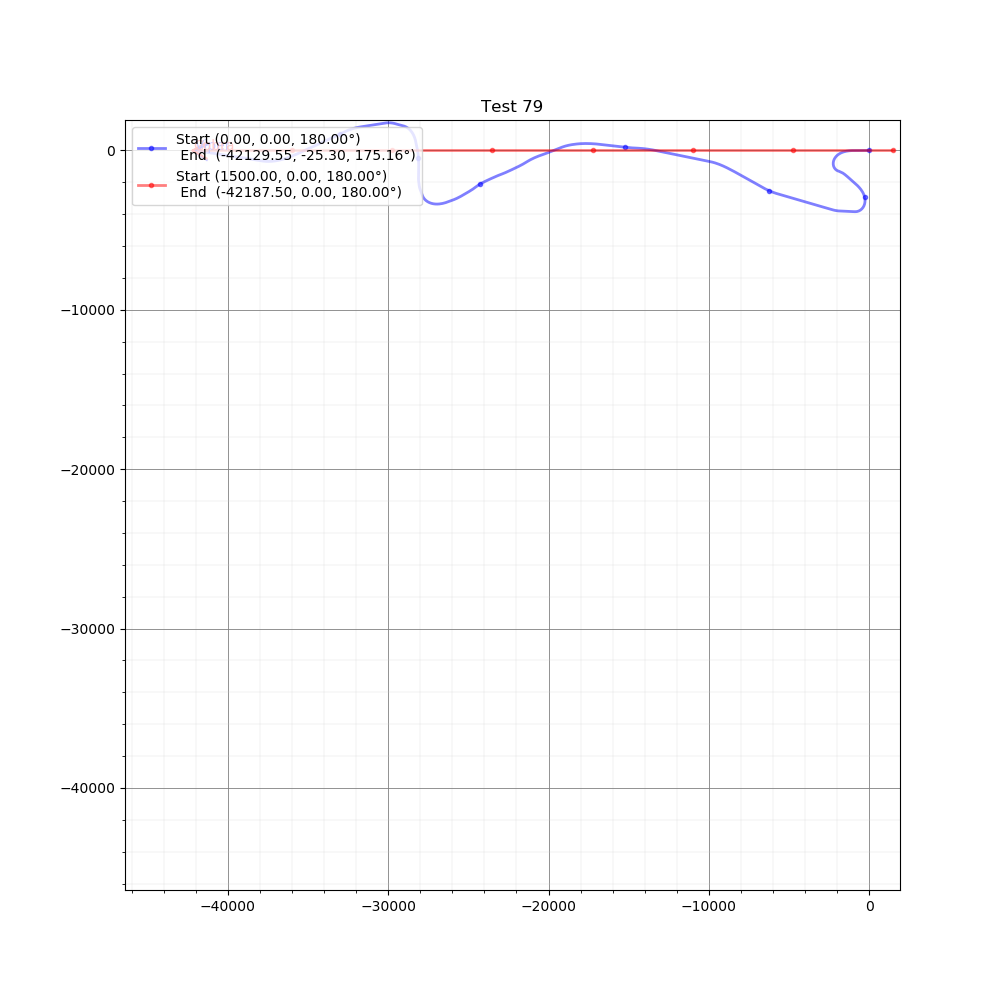 Test 79
Start (0.00, 0.00, 180.00°)
End (-42129.55, -25.30, 175.16°)
Start (1500.00, 0.00, 180.00°)
End (-42187.50, 0.00, 180.00°)
0
−10000
−20000
−30000
−40000
−40000
−30000
−20000
−10000
0